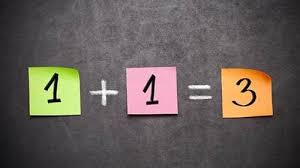 1 + 1 = 3